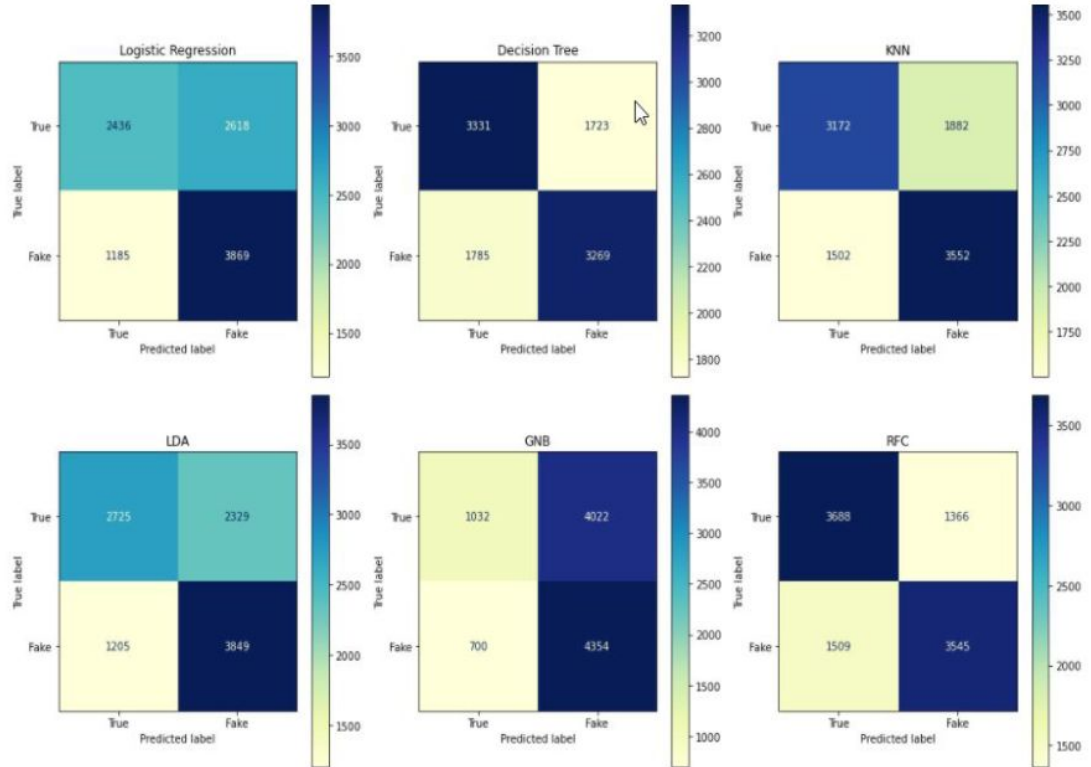 Logistic Regression
True
2436
2618
Fake
1185
3869
True
Fake
True label
Predicted label
3500
3000
2500
2000
1500
Decision Tree
True
3331
1723
Fake
1785
3269
True
Fake
True label
Predicted label
3200
3000
2800
2600
2400
2200
2000
1800
KNN
True
3172
1882
Fake
1502
3552
True
Fake
True label
Predicted label
3500
3250
3000
2750
2500
2250
2000
1750
LDA
True
2725
2329
Fake
1205
3849
True
Fake
True label
Predicted label
3500
3000
2500
2000
1500
GNB
True
1032
4022
Fake
700
4354
True
Fake
True label
Predicted label
4000
3500
3000
2500
2000
1500
1000
RFC
True
3688
1366
Fake
1509
3545
True
Fake
True label
Predicted label
3500
3000
2500
2000
1500